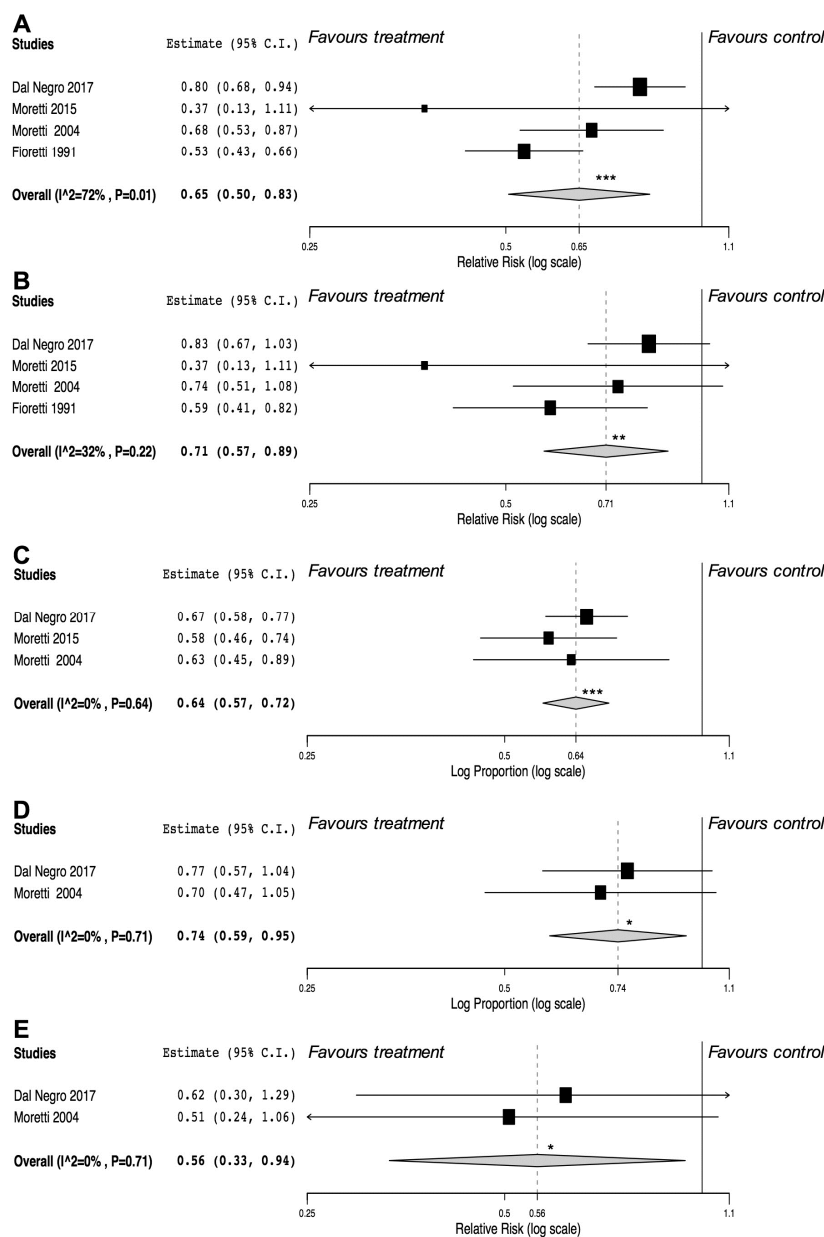 A
Studies Estimate (95% C.I.) Favours treatment Favours control
Dal Negro 2017 0.80 (0.68, 0.94)
Moretti 2015 0.37 (0.13, 1.11)
Moretti 2004 0.68 (0.53, 0.87)
Fioretti 1991 0.53 (0.43, 0.66)
***
Overall (I^2=72% , P=0.01) 0.65 (0.50, 0.83)
0.25 0.5 0.65 1.1
Relative Risk (log scale)
B
Studies Estimate (95% C.I.) Favours treatment Favours control
Dal Negro 2017 0.83 (0.67, 1.03)
Moretti 2015 0.37 (0.13, 1.11)
Moretti 2004 0.74 (0.51, 1.08)
Fioretti 1991 0.59 (0.41, 0.82)
**
Overall (I^2=32% , P=0.22) 0.71 (0.57, 0.89)
0.25 0.5 0.71 1.1
Relative Risk (log scale)
C
Studies Estimate (95% C.I.) Favours treatment Favours control
Dal Negro 2017 0.67 (0.58, 0.77)
Moretti 2015 0.58 (0.46, 0.74)
Moretti 2004 0.63 (0.45, 0.89)
***
Overall (I^2=0% , P=0.64) 0.64 (0.57, 0.72)
0.25 0.5 0.64 1.1
Log Proportion (log scale)
D
Studies Estimate (95% C.I.) Favours treatment Favours control
Dal Negro 2017 0.77 (0.57, 1.04)
Moretti 2004 0.70 (0.47, 1.05)
*
Overall (I^2=0% , P=0.71) 0.74 (0.59, 0.95)
0.25 0.5 0.74 1.1
Log Proportion (log scale)
E
Studies Estimate (95% C.I.) Favours treatment Favours control
Dal Negro 2017 0.62 (0.30, 1.29)
Moretti 2004 0.51 (0.24, 1.06)
*
Overall (I^2=0% , P=0.71) 0.56 (0.33, 0.94)
0.25 0.5 0.56 1.1
Relative Risk (log scale)